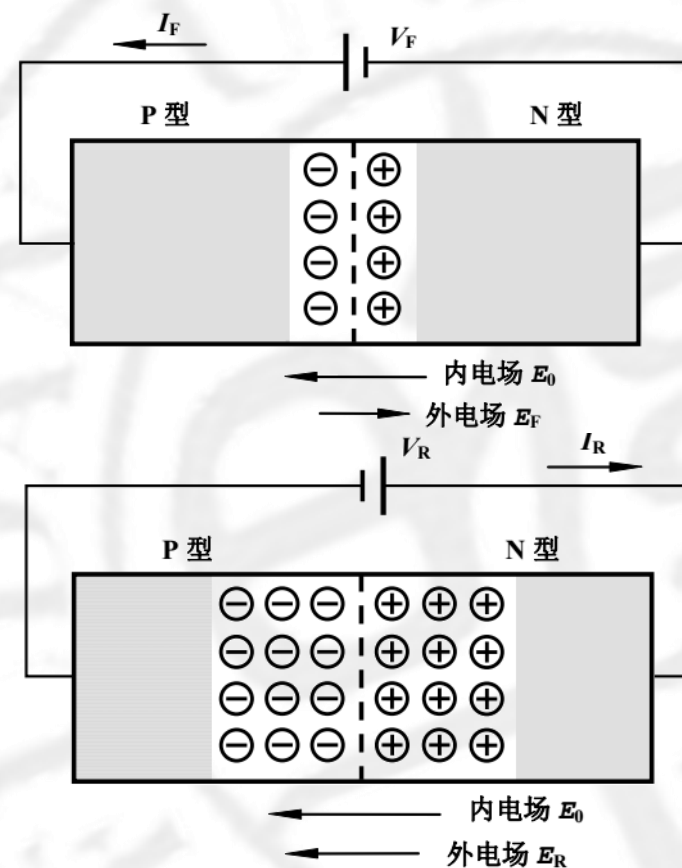 I_F
V_F
P 型 N 型
⊖ ⊕
⊖ ⊕
⊖ ⊕
⊖ ⊕
内电场 E₀
外电场 E_F
V_R I_R
P 型 N 型
⊖ ⊖ ⊖ ⊕ ⊕ ⊕
⊖ ⊖ ⊖ ⊕ ⊕ ⊕
⊖ ⊖ ⊖ ⊕ ⊕ ⊕
⊖ ⊖ ⊖ ⊕ ⊕ ⊕
内电场 E₀
外电场 E_R